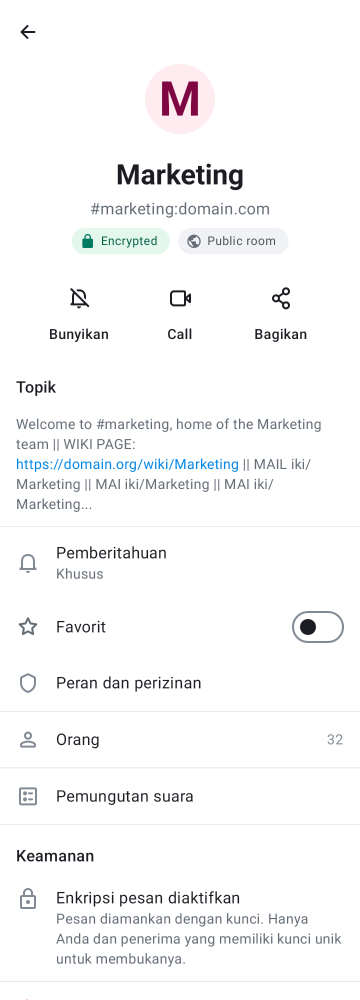 M
Marketing
#marketing:domain.com
Encrypted
Public room
Bunyikan
Call
Bagikan
Topik
Welcome to #marketing, home of the Marketing
team || WIKI PAGE:
https://domain.org/wiki/Marketing || MAIL iki/
Marketing || MAI iki/Marketing || MAI iki/
Marketing...
Pemberitahuan
Khusus
Favorit
Peran dan perizinan
Orang
32
Pemungutan suara
Keamanan
Enkripsi pesan diaktifkan
Pesan diamankan dengan kunci. Hanya
Anda dan penerima yang memiliki kunci unik
untuk membukanya.